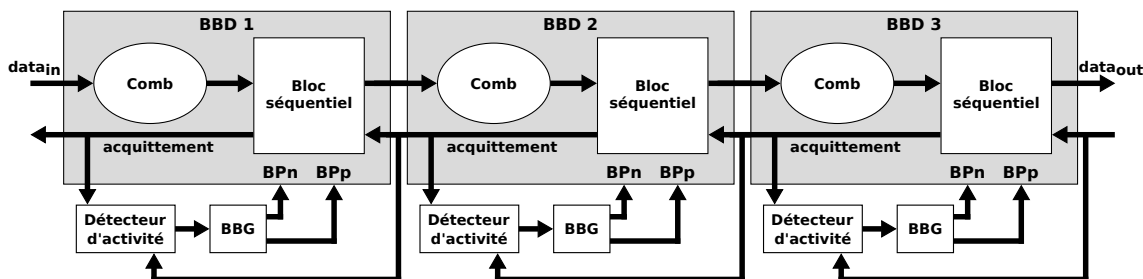 BBD 1
BBD 2
BBD 3
data_in
Comb
Bloc
séquentiel
Comb
Bloc
séquentiel
Comb
Bloc
séquentiel
data_out
acquittement
acquittement
acquittement
BPn BPp
BPn BPp
BPn BPp
Détecteur
d'activité
BBG
Détecteur
d'activité
BBG
Détecteur
d'activité
BBG